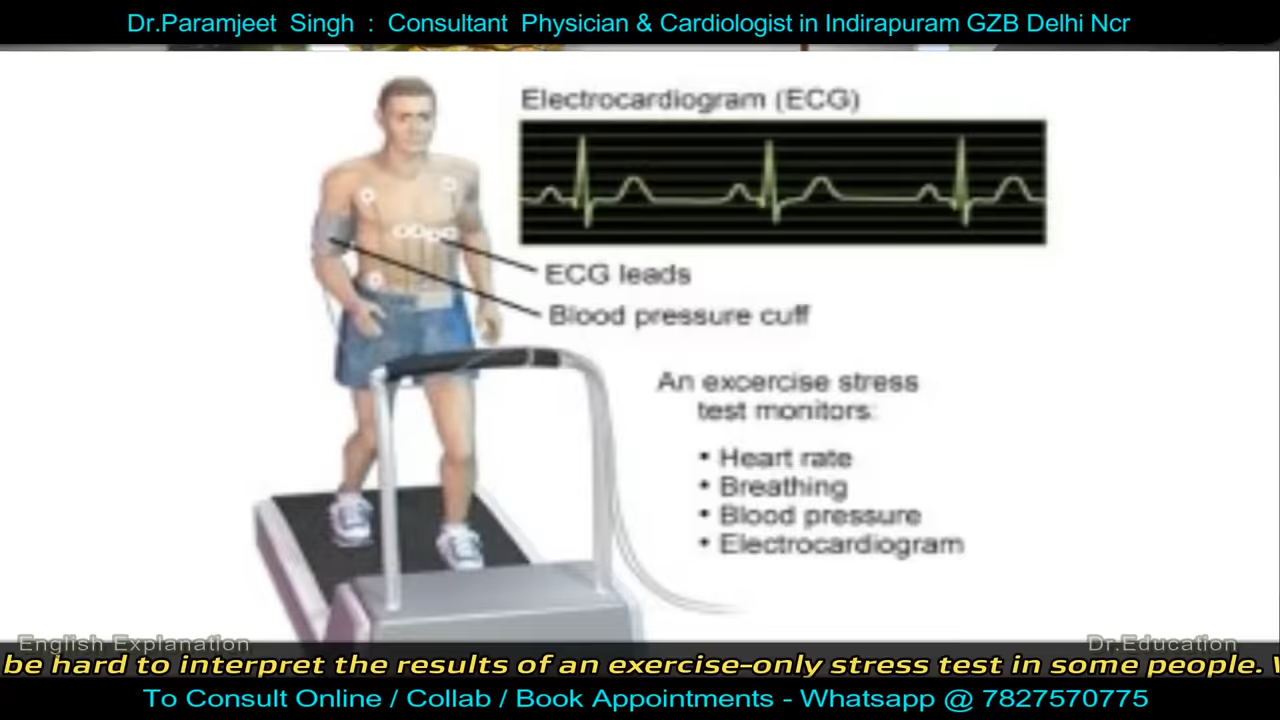 Dr.Paramjeet Singh : Consultant Physician & Cardiologist in Indirapuram GZB Delhi Ncr
Electrocardiogram (ECG)
ECG leads
Blood pressure cuff
An excercise stress
test monitors:
• Heart rate
• Breathing
• Blood pressure
• Electrocardiogram
English Explanation
Dr.Education
be hard to interpret the results of an exercise-only stress test in some people.
To Consult Online / Collab / Book Appointments - Whatsapp @ 7827570775